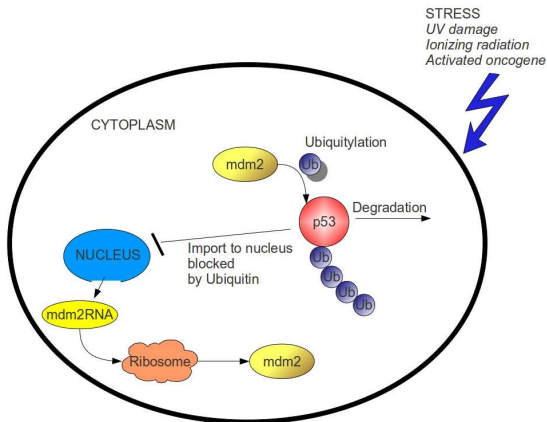 STRESS
UV damage
Ionizing radiation
Activated oncogene
CYTOPLASM
Ubiquitylation
mdm2
Ub
Degradation
p53
Import to nucleus
blocked
by Ubiquitin
NUCLEUS
Ub
Ub
Ub
Ub
mdm2RNA
Ribosome
mdm2